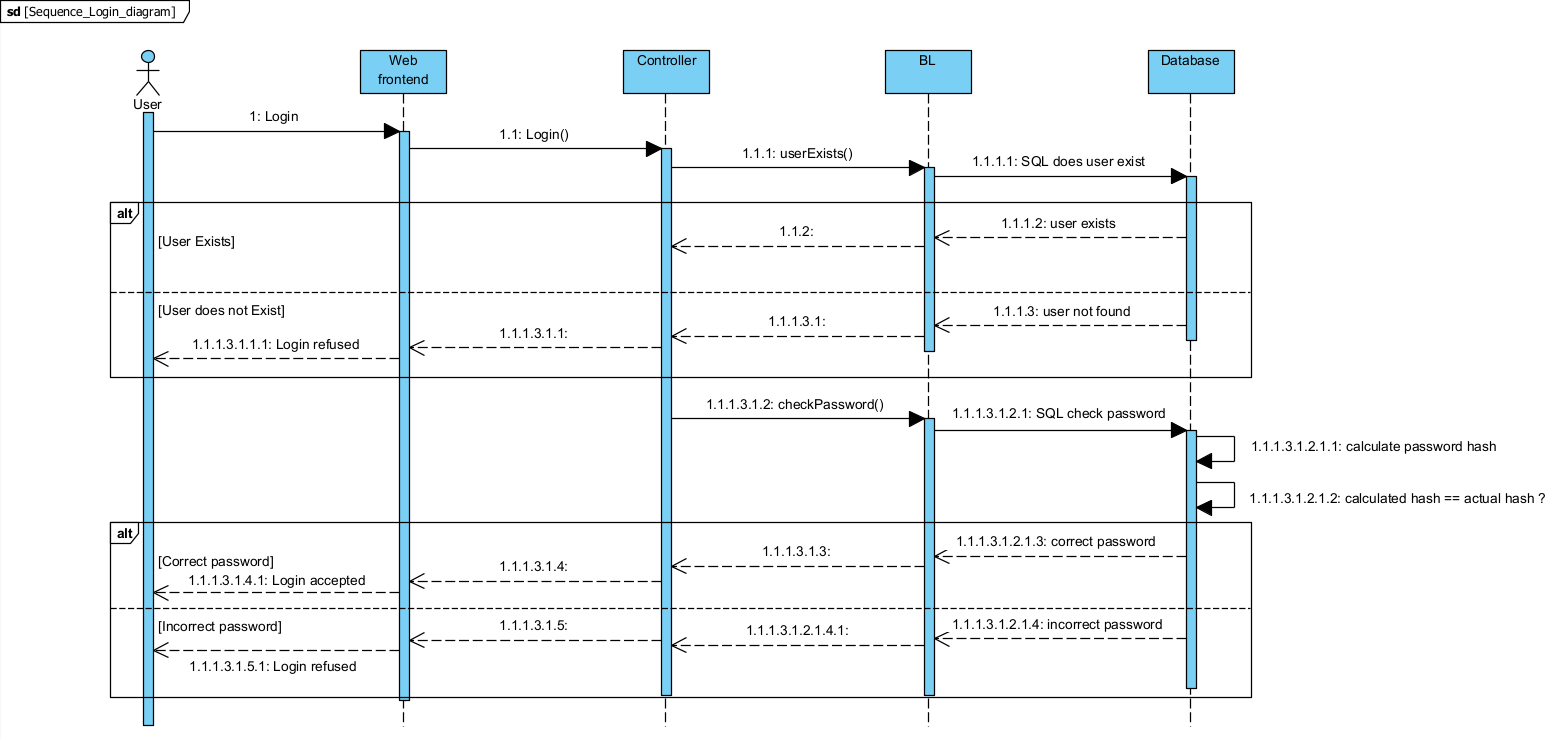 sd [Sequence_Login_diagram]
Web
frontend
Controller
BL
Database
User
1: Login
1.1: Login()
1.1.1: userExists()
1.1.1.1: SQL does user exist
alt
[User Exists]
1.1.2:
1.1.1.2: user exists
[User does not Exist]
1.1.1.3.1.1.1: Login refused
1.1.1.3.1.1:
1.1.1.3.1:
1.1.1.3: user not found
1.1.1.3.1.2: checkPassword()
1.1.1.3.1.2.1: SQL check password
1.1.1.3.1.2.1.1: calculate password hash
1.1.1.3.1.2.1.2: calculated hash == actual hash ?
alt
[Correct password]
1.1.1.3.1.4.1: Login accepted
1.1.1.3.1.4:
1.1.1.3.1.3:
1.1.1.3.1.2.1.3: correct password
[Incorrect password]
1.1.1.3.1.5:
1.1.1.3.1.2.1.4.1:
1.1.1.3.1.2.1.4: incorrect password
1.1.1.3.1.5.1: Login refused